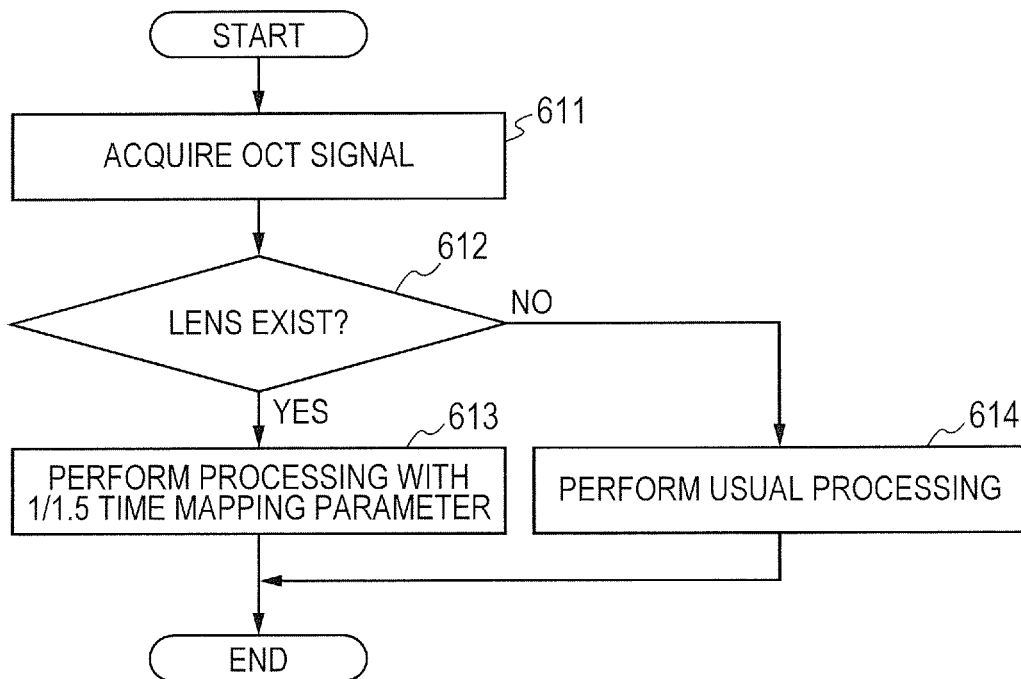 START
611
ACQUIRE OCT SIGNAL
612
LENS EXIST?
NO
YES
613
PERFORM PROCESSING WITH
1/1.5 TIME MAPPING PARAMETER
614
PERFORM USUAL PROCESSING
END